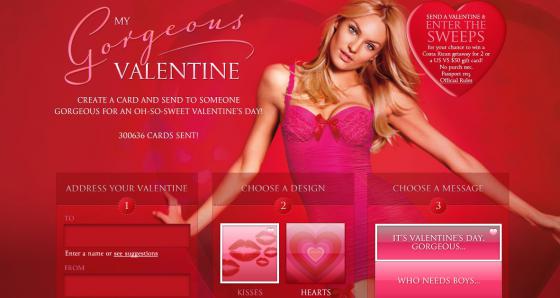 MY
Gorgeous
VALENTINE
CREATE A CARD AND SEND TO SOMEONE
GORGEOUS FOR AN OH-SO-SWEET VALENTINE'S DAY!
300636 CARDS SENT!
SEND A VALENTINE &
ENTER THE
SWEEPS
for your chance to win a
Costa Rican getaway for 2 or
a US VS $50 gift card!
No purch nec.
Passport req.
Official Rules
ADDRESS YOUR VALENTINE
1
TO
Enter a name or see suggestions
FROM
CHOOSE A DESIGN
2
KISSES
HEARTS
CHOOSE A MESSAGE
3
IT'S VALENTINE'S DAY,
GORGEOUS...
WHO NEEDS BOYS...